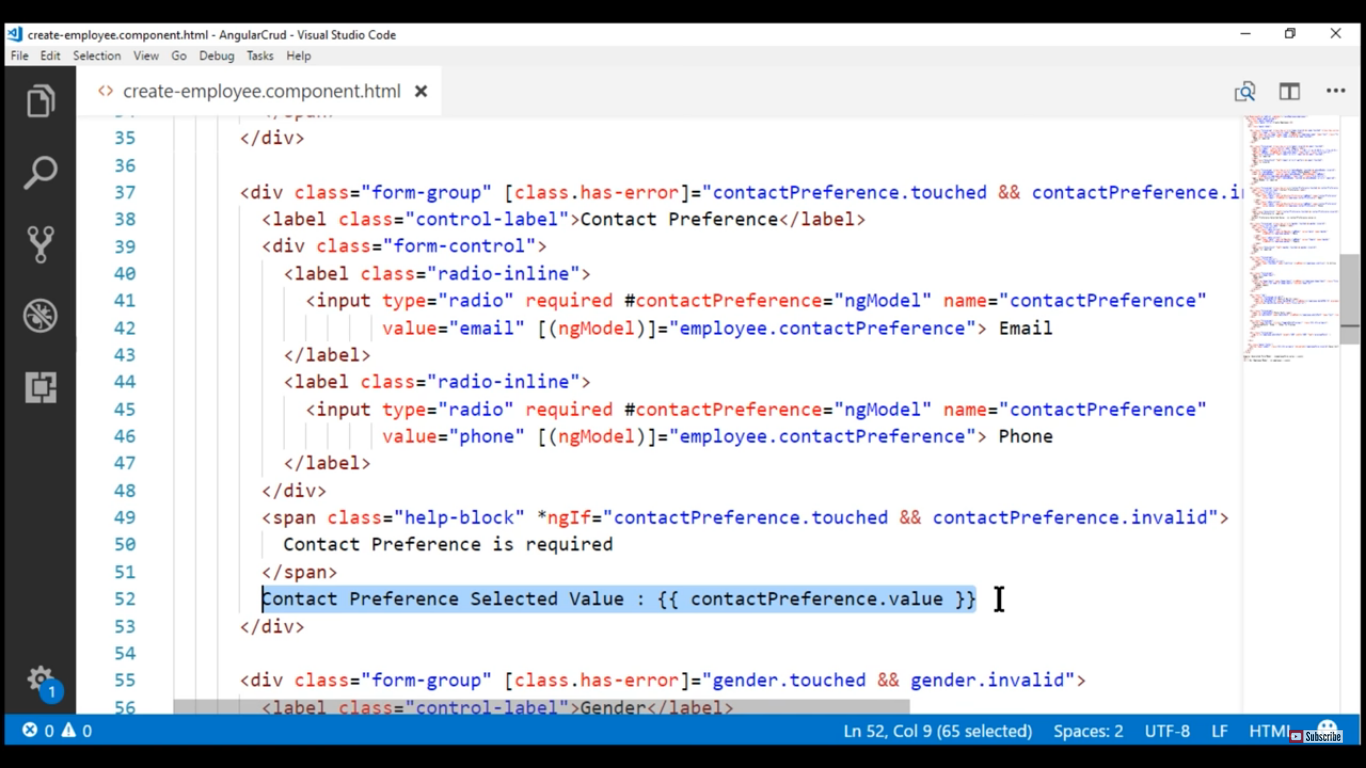 create-employee.component.html - AngularCrud - Visual Studio Code
File Edit Selection View Go Debug Tasks Help
<> create-employee.component.html
35 </div>
36
37 <div class="form-group" [class.has-error]="contactPreference.touched && contactPreference.in
38 <label class="control-label">Contact Preference</label>
39 <div class="form-control">
40 <label class="radio-inline">
41 <input type="radio" required #contactPreference="ngModel" name="contactPreference"
42 value="email" [(ngModel)]="employee.contactPreference"> Email
43 </label>
44 <label class="radio-inline">
45 <input type="radio" required #contactPreference="ngModel" name="contactPreference"
46 value="phone" [(ngModel)]="employee.contactPreference"> Phone
47 </label>
48 </div>
49 <span class="help-block" *ngIf="contactPreference.touched && contactPreference.invalid">
50 Contact Preference is required
51 </span>
52 Contact Preference Selected Value : {{ contactPreference.value }}
53 </div>
54
55 <div class="form-group" [class.has-error]="gender.touched && gender.invalid">
56 <label class="control-label">Gender</label>
1
0 0 Ln 52, Col 9 (65 selected) Spaces: 2 UTF-8 LF HTML Subscribe